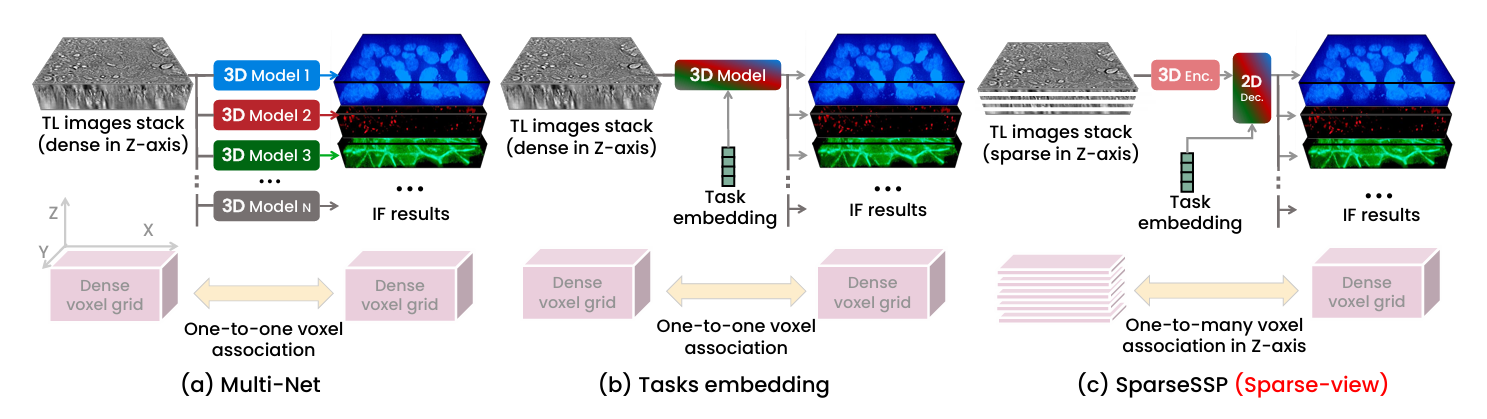 3D Model 1
3D Model 2
3D Model 3
...
3D Model N
TL images stack
(dense in Z-axis)
...
IF results
Z
X
Y
Dense
voxel grid
Dense
voxel grid
One-to-one voxel
association
(a) Multi-Net
3D Model
TL images stack
(dense in Z-axis)
Task
embedding
...
IF results
Dense
voxel grid
Dense
voxel grid
One-to-one voxel
association
(b) Tasks embedding
3D Enc.
2D
Dec.
TL images stack
(sparse in Z-axis)
Task
embedding
...
IF results
Dense
voxel grid
One-to-many voxel
association in Z-axis
(c) SparseSSP (Sparse-view)